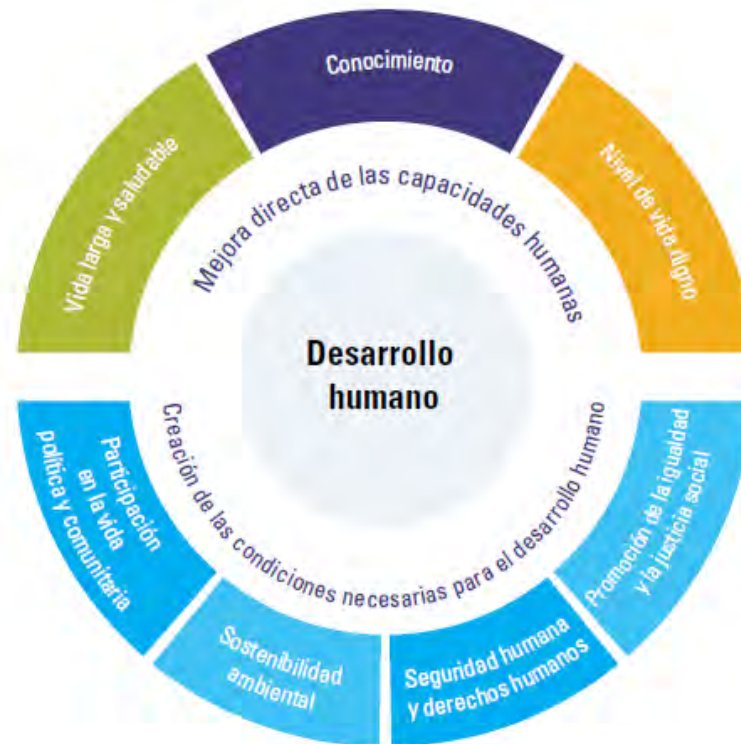 Conocimiento
Vida larga y saludable
Nivel de vida digno
Mejora directa de las capacidades humanas
Desarrollo
humano
Creación de las condiciones necesarias para el desarrollo humano
Participación
en la vida
política y comunitaria
Sostenibilidad
ambiental
Seguridad humana
y derechos humanos
Promoción de la igualdad
y la justicia social